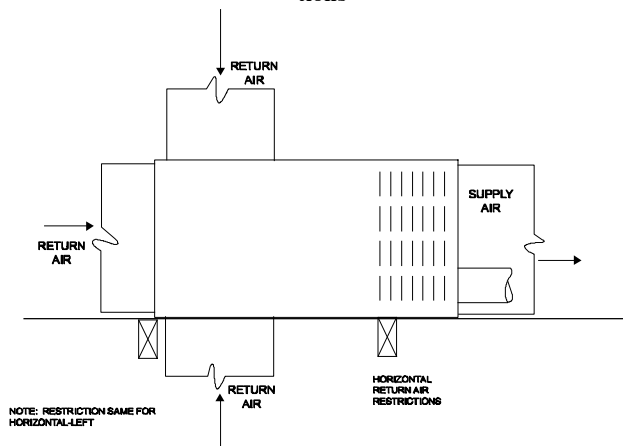 RETURN
AIR
SUPPLY
AIR
RETURN
AIR
RETURN
AIR
HORIZONTAL
RETURN AIR
RESTRICTIONS
NOTE: RESTRICTION SAME FOR
HORIZONTAL-LEFT